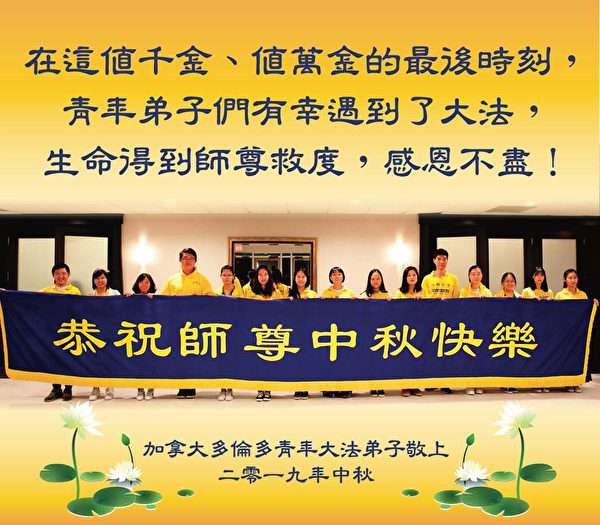 在這值千金、值萬金的最後時刻，
青年弟子們有幸遇到了大法，
生命得到師尊救度，感恩不盡！
恭祝師尊中秋快樂
加拿大多倫多青年大法弟子敬上
二零一九年中秋